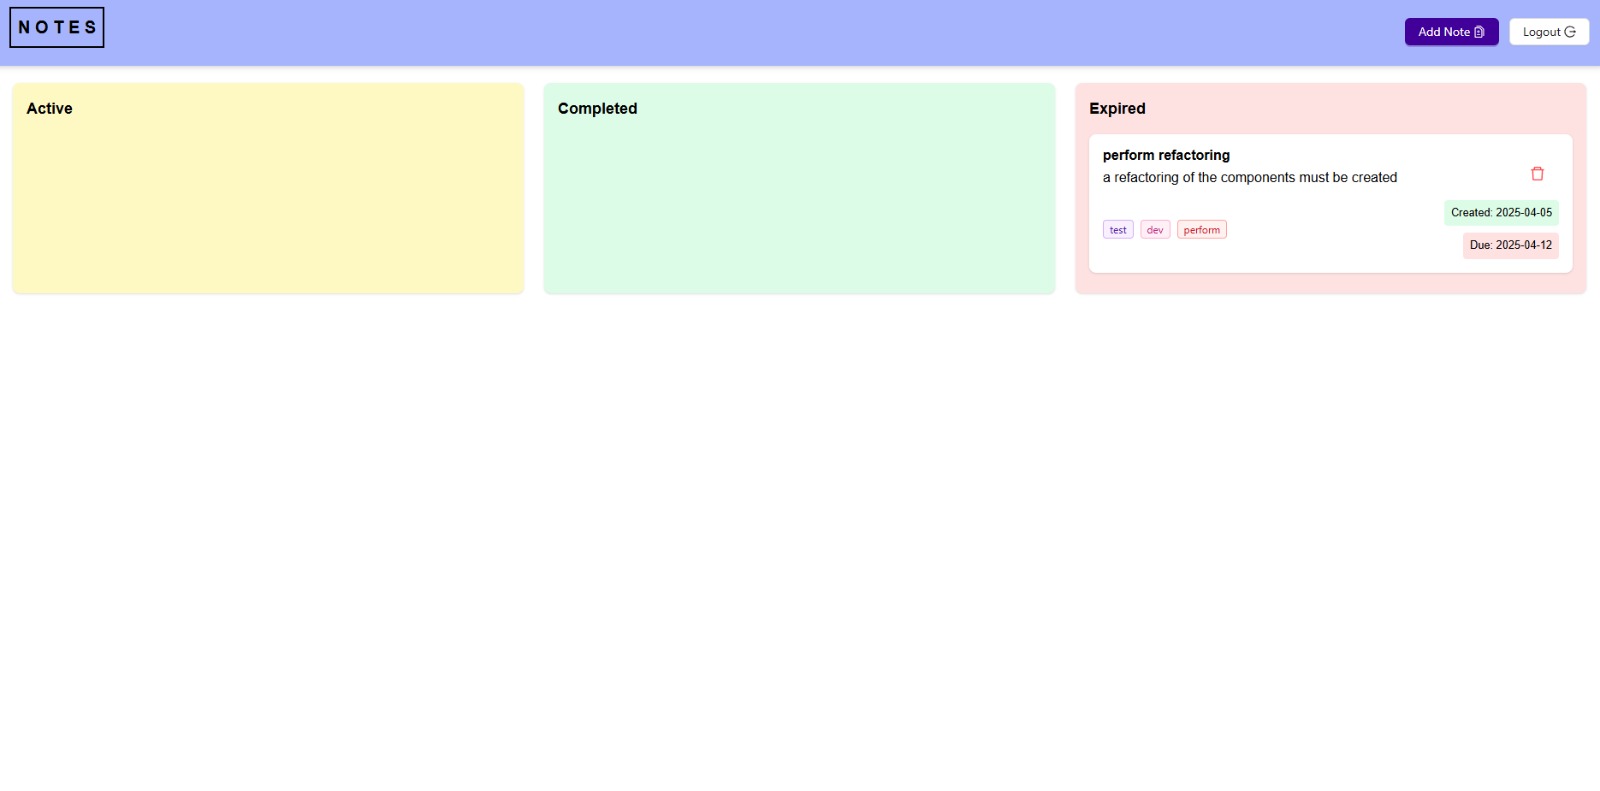 NOTES
Add Note
Logout
Active
Completed
Expired
perform refactoring
a refactoring of the components must be created
Created: 2025-04-05
test dev perform
Due: 2025-04-12